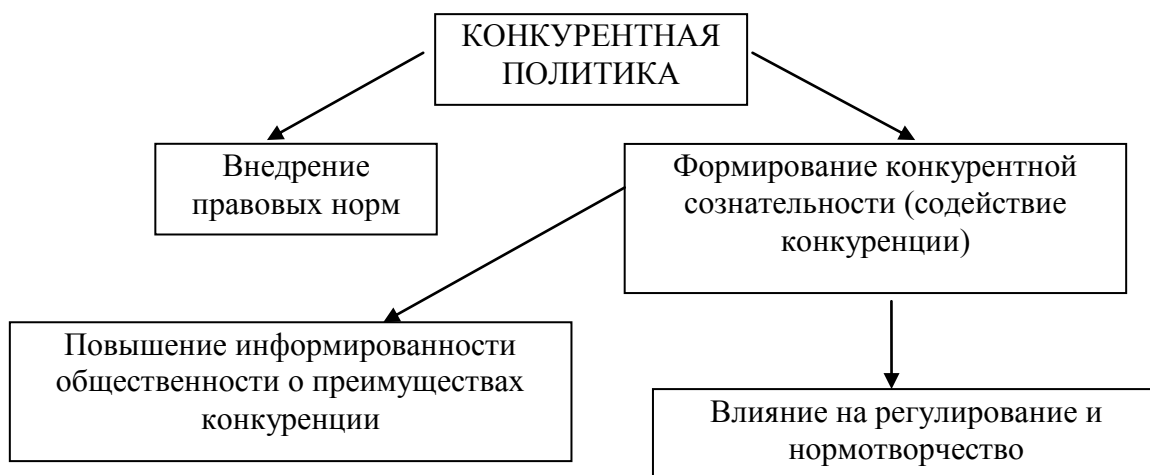 КОНКУРЕНТНАЯ
ПОЛИТИКА
Внедрение
правовых норм
Формирование конкурентной
сознательности (содействие
конкуренции)
Повышение информированности
общественности о преимуществах
конкуренции
Влияние на регулирование и
нормотворчество